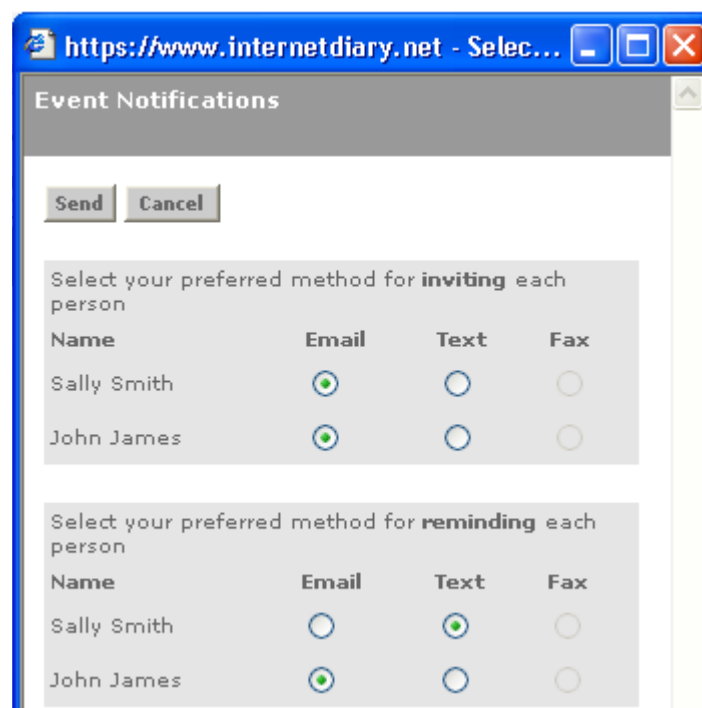 https://www.internetdiary.net - Selec...
Event Notifications
Send Cancel
Select your preferred method for inviting each
person
Name Email Text Fax
Sally Smith
John James
Select your preferred method for reminding each
person
Name Email Text Fax
Sally Smith
John James